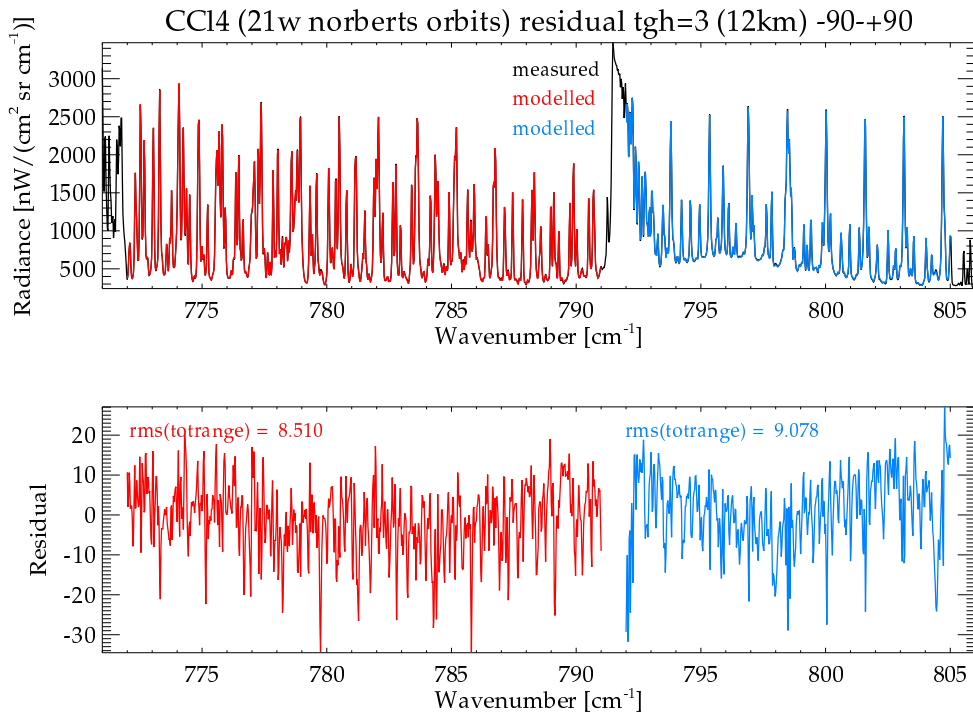 CCl4 (21w norberts orbits) residual tgh=3 (12km) -90-+90
Radiance [nW/(cm² sr cm⁻¹)]
3000
2500
2000
1500
1000
500
measured
modelled
modelled
775
780
785
790
795
800
805
Wavenumber [cm⁻¹]
Residual
20
10
0
-10
-20
-30
rms(totrange) = 8.510
rms(totrange) = 9.078
775
780
785
790
795
800
805
Wavenumber [cm⁻¹]